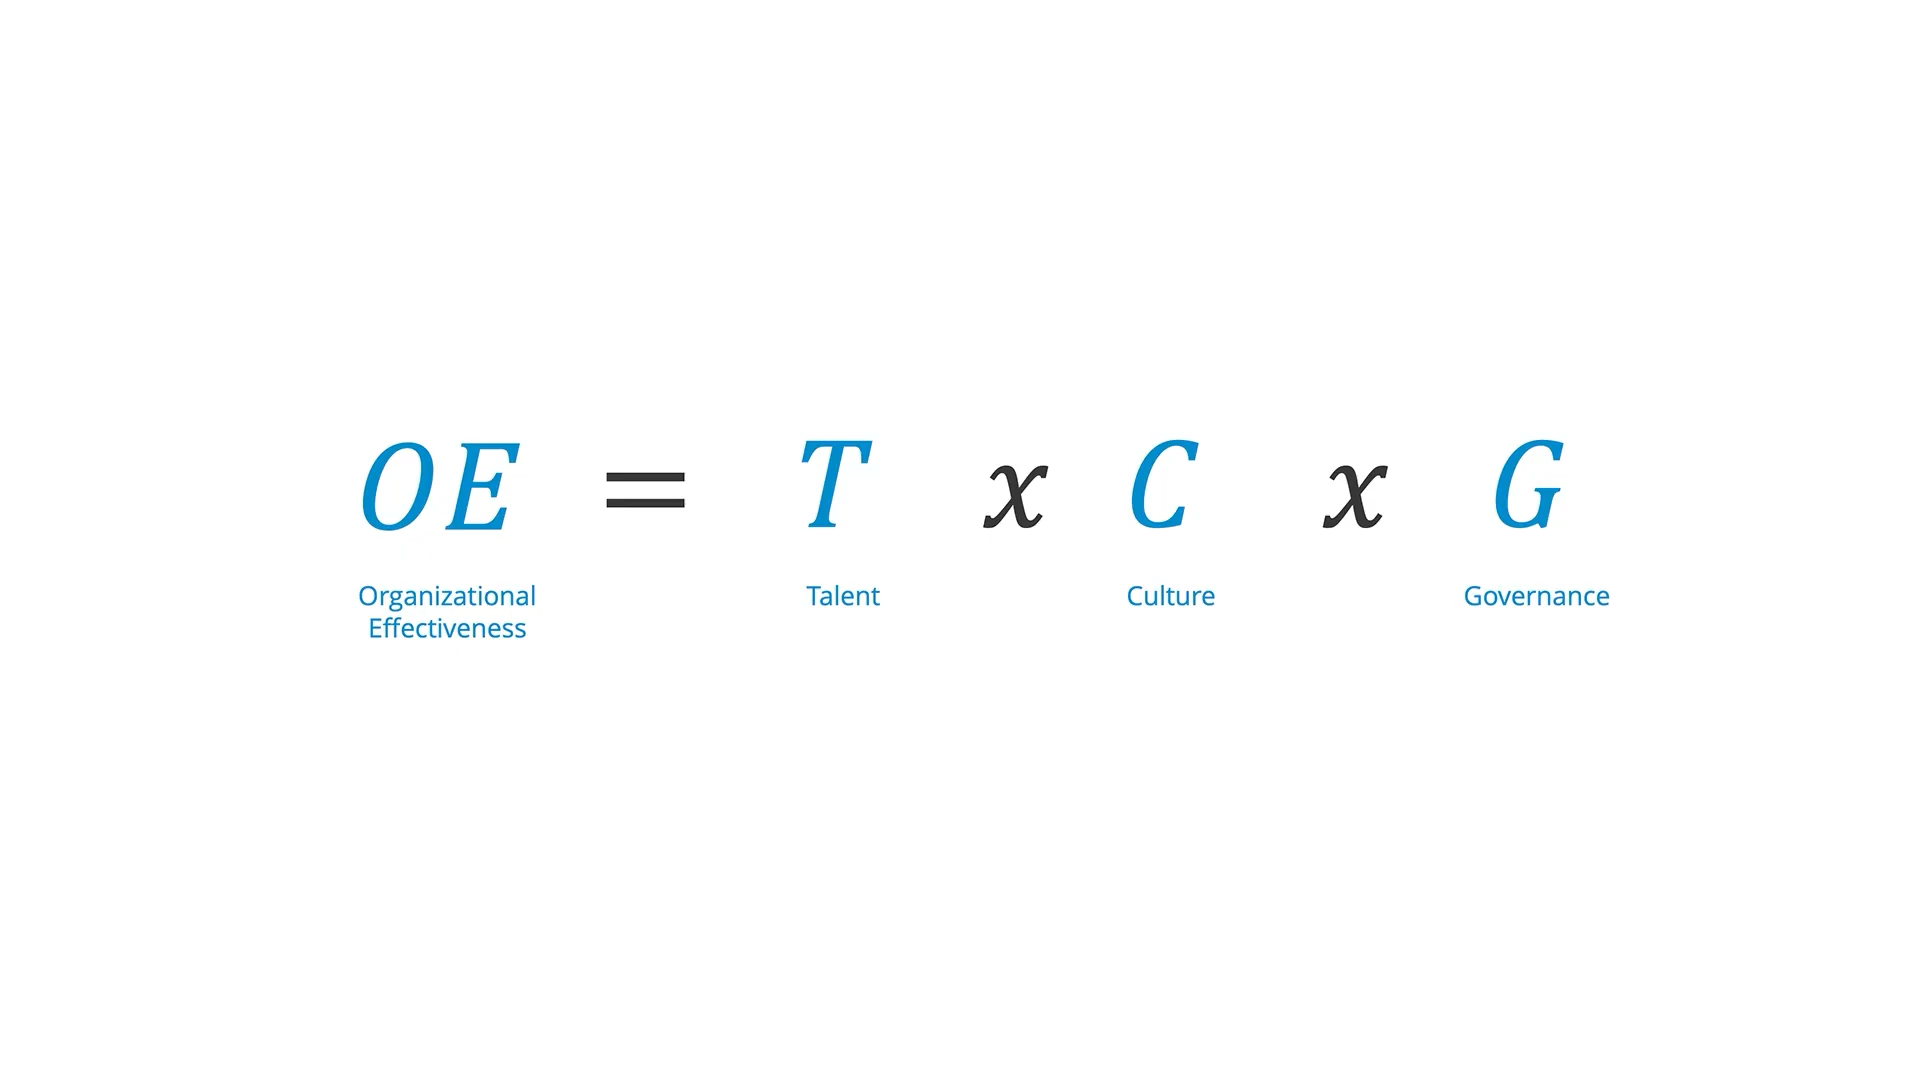 OE = T x C x G
Organizational Talent Culture Governance
Effectiveness